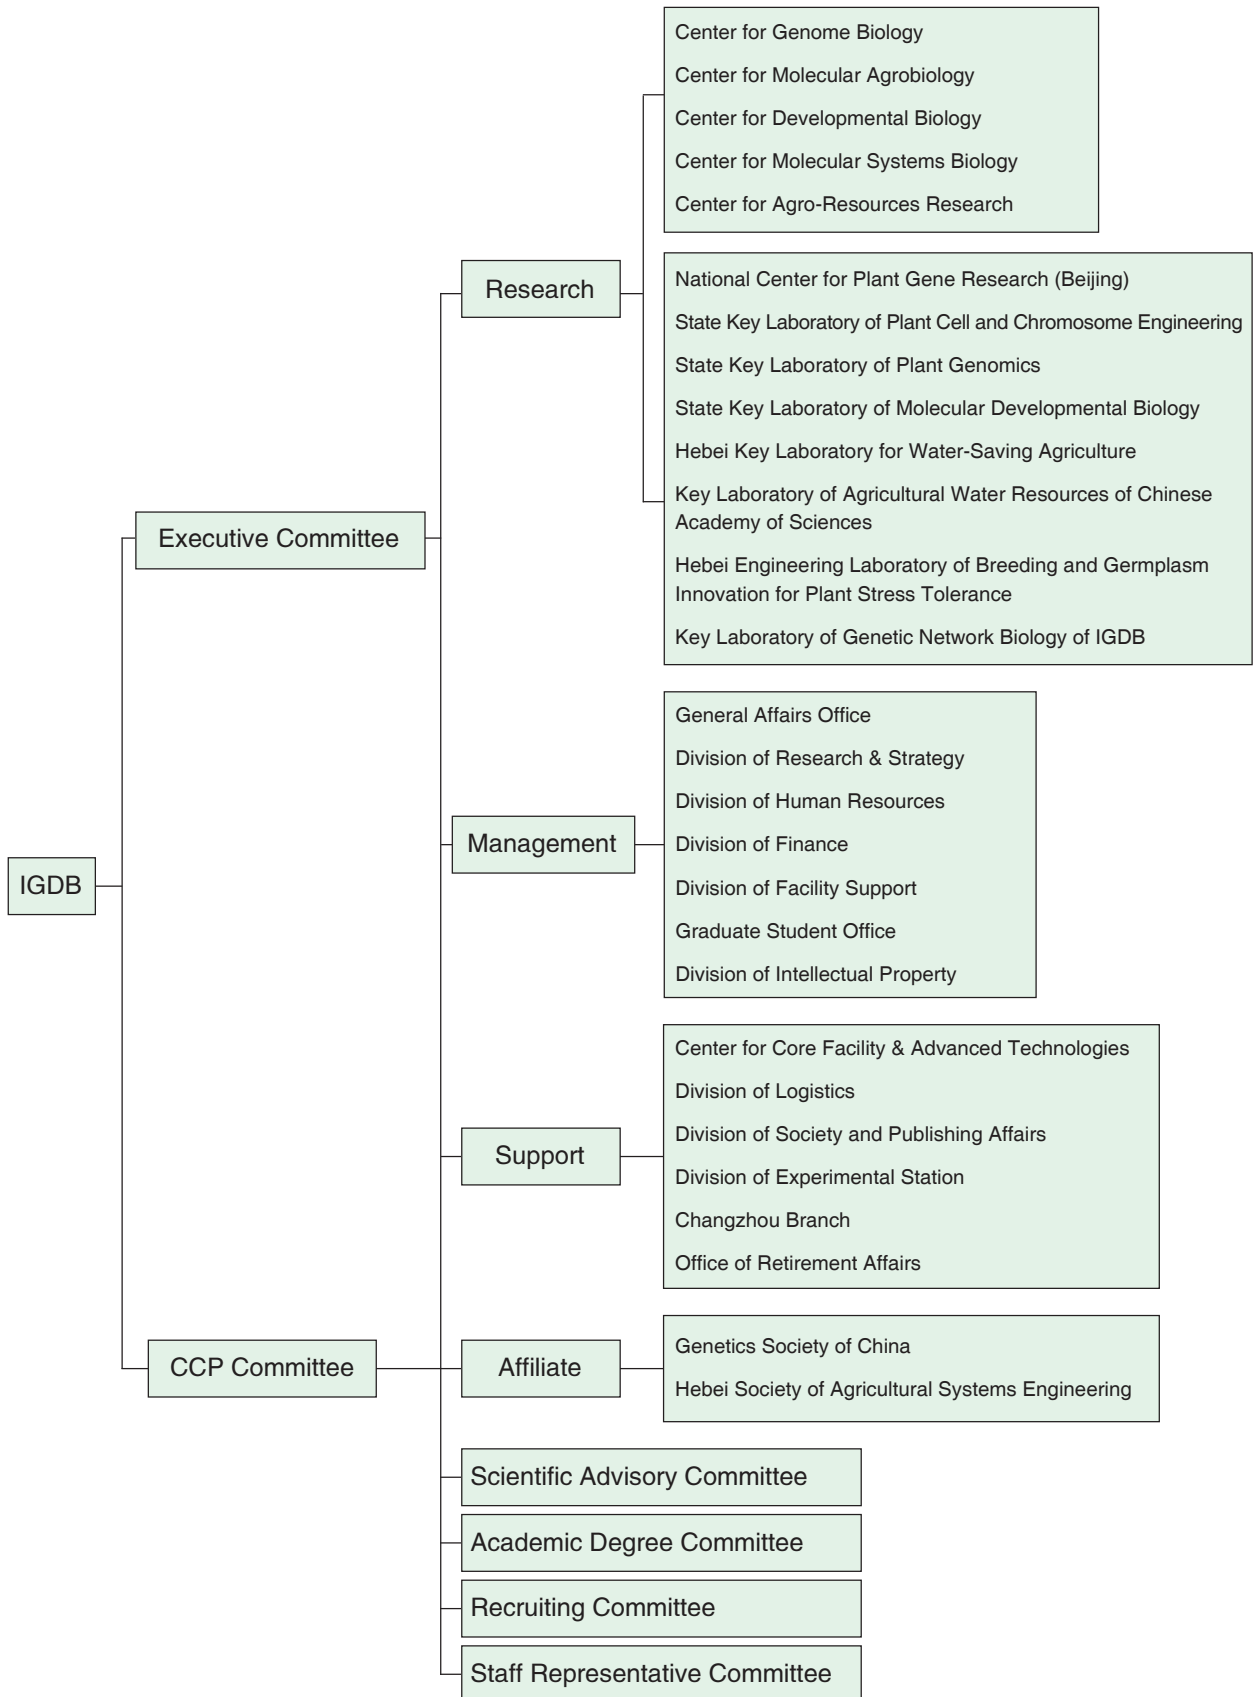 IGDB
Executive Committee
CCP Committee
Research
Center for Genome Biology
Center for Molecular Agrobiology
Center for Developmental Biology
Center for Molecular Systems Biology
Center for Agro-Resources Research
National Center for Plant Gene Research (Beijing)
State Key Laboratory of Plant Cell and Chromosome Engineering
State Key Laboratory of Plant Genomics
State Key Laboratory of Molecular Developmental Biology
Hebei Key Laboratory for Water-Saving Agriculture
Key Laboratory of Agricultural Water Resources of Chinese
Academy of Sciences
Hebei Engineering Laboratory of Breeding and Germplasm
Innovation for Plant Stress Tolerance
Key Laboratory of Genetic Network Biology of IGDB
Management
General Affairs Office
Division of Research & Strategy
Division of Human Resources
Division of Finance
Division of Facility Support
Graduate Student Office
Division of Intellectual Property
Support
Center for Core Facility & Advanced Technologies
Division of Logistics
Division of Society and Publishing Affairs
Division of Experimental Station
Changzhou Branch
Office of Retirement Affairs
Affiliate
Genetics Society of China
Hebei Society of Agricultural Systems Engineering
Scientific Advisory Committee
Academic Degree Committee
Recruiting Committee
Staff Representative Committee